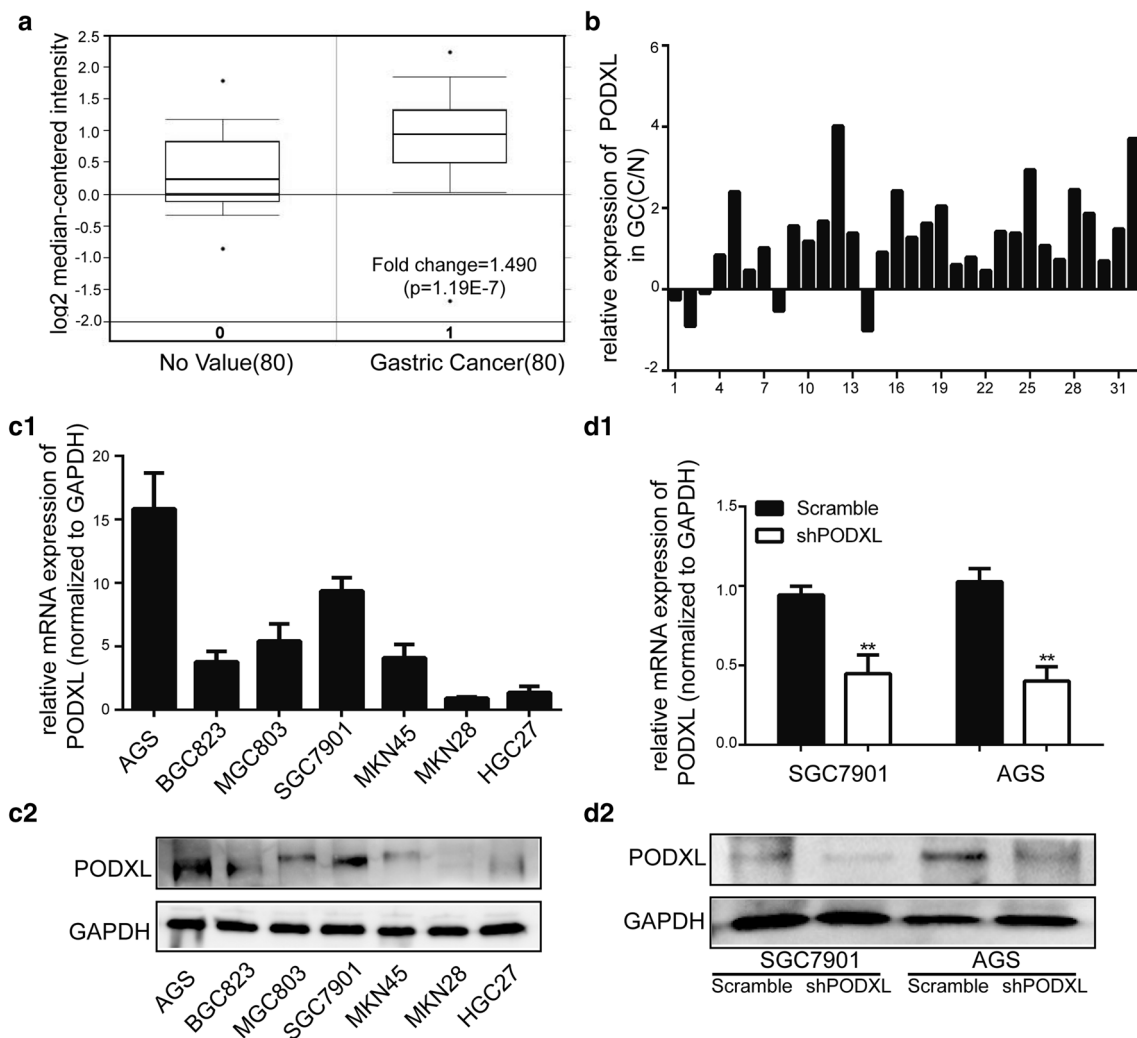 a
log2 median-centered intensity
2.5
2.0
1.5
1.0
0.5
0.0
-0.5
-1.0
-1.5
-2.0
Fold change=1.490
(p=1.19E-7)
0
1
No Value(80)
Gastric Cancer(80)
b
relative expression of PODXL
in GC(C/N)
6
4
2
0
-2
1
4
7
10
13
16
19
22
25
28
31
c1
relative mRNA expression of
PODXL (normalized to GAPDH)
20
15
10
5
0
AGS
BGC823
MGC803
SGC7901
MKN45
MKN28
HGC27
d1
relative mRNA expression of
PODXL (normalized to GAPDH)
1.5
1.0
0.5
0.0
Scramble
shPODXL
**
**
SGC7901
AGS
c2
PODXL
GAPDH
AGS
BGC823
MGC803
SGC7901
MKN45
MKN28
HGC27
d2
PODXL
GAPDH
SGC7901
AGS
Scramble
shPODXL
Scramble
shPODXL